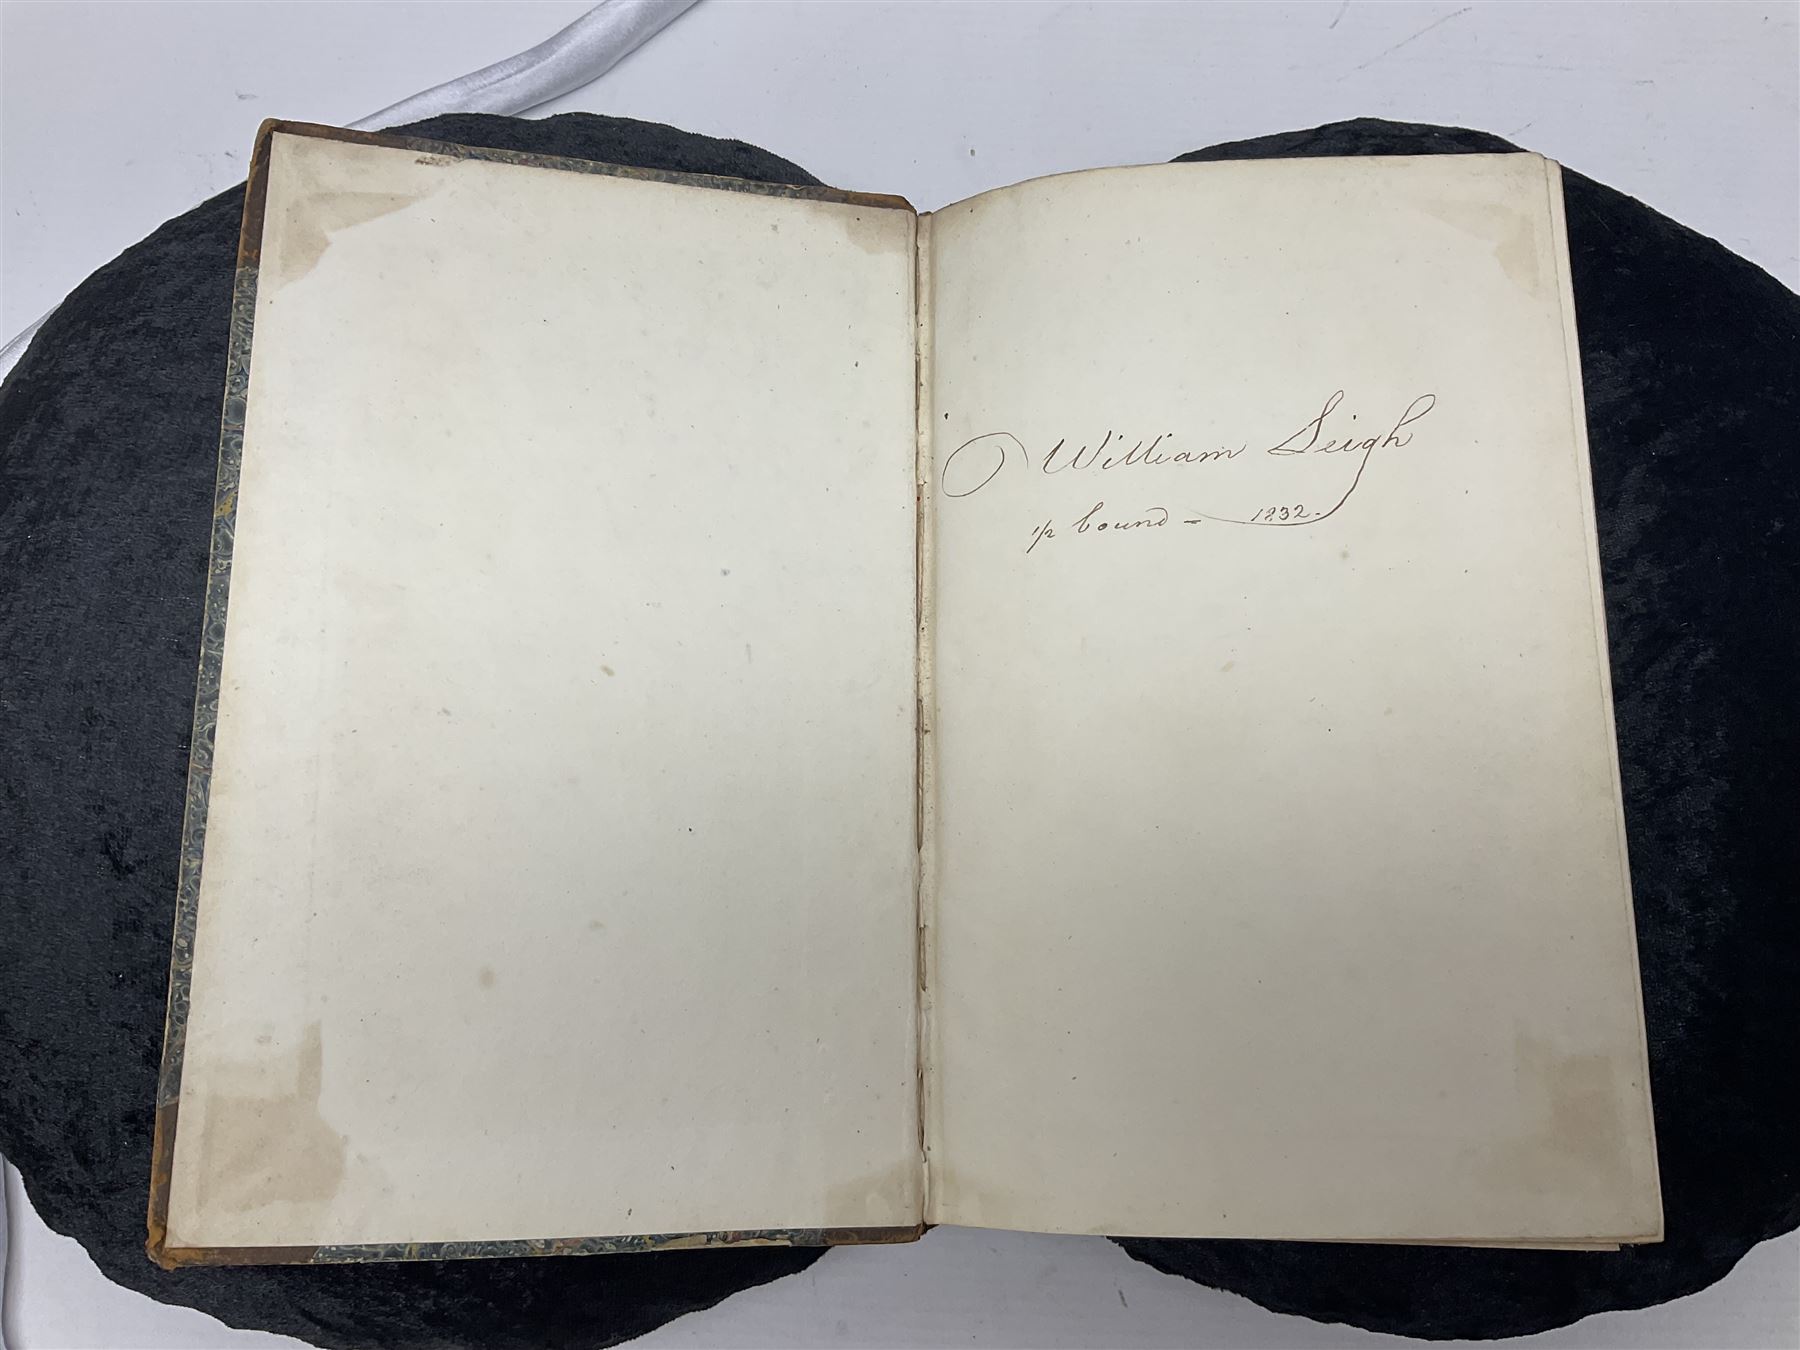 William Leigh
1/2 bound - 1832.